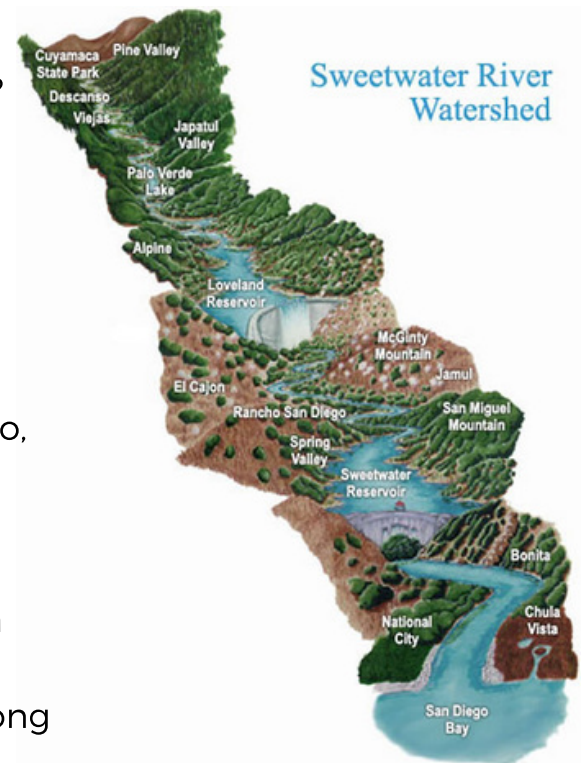 Sweetwater River
Watershed
Cuyamaca
State Park
Pine Valley
Descanso
Viejas
Japatul
Valley
Palo Verde
Lake
Alpine
Loveland
Reservoir
McGinty
Mountain
Jamul
El Cajon
Rancho San Diego
San Miguel
Mountain
o,
Spring
Valley
Sweetwater
Reservoir
Bonita
Chula
Vista
National
City
ong
San Diego
Bay